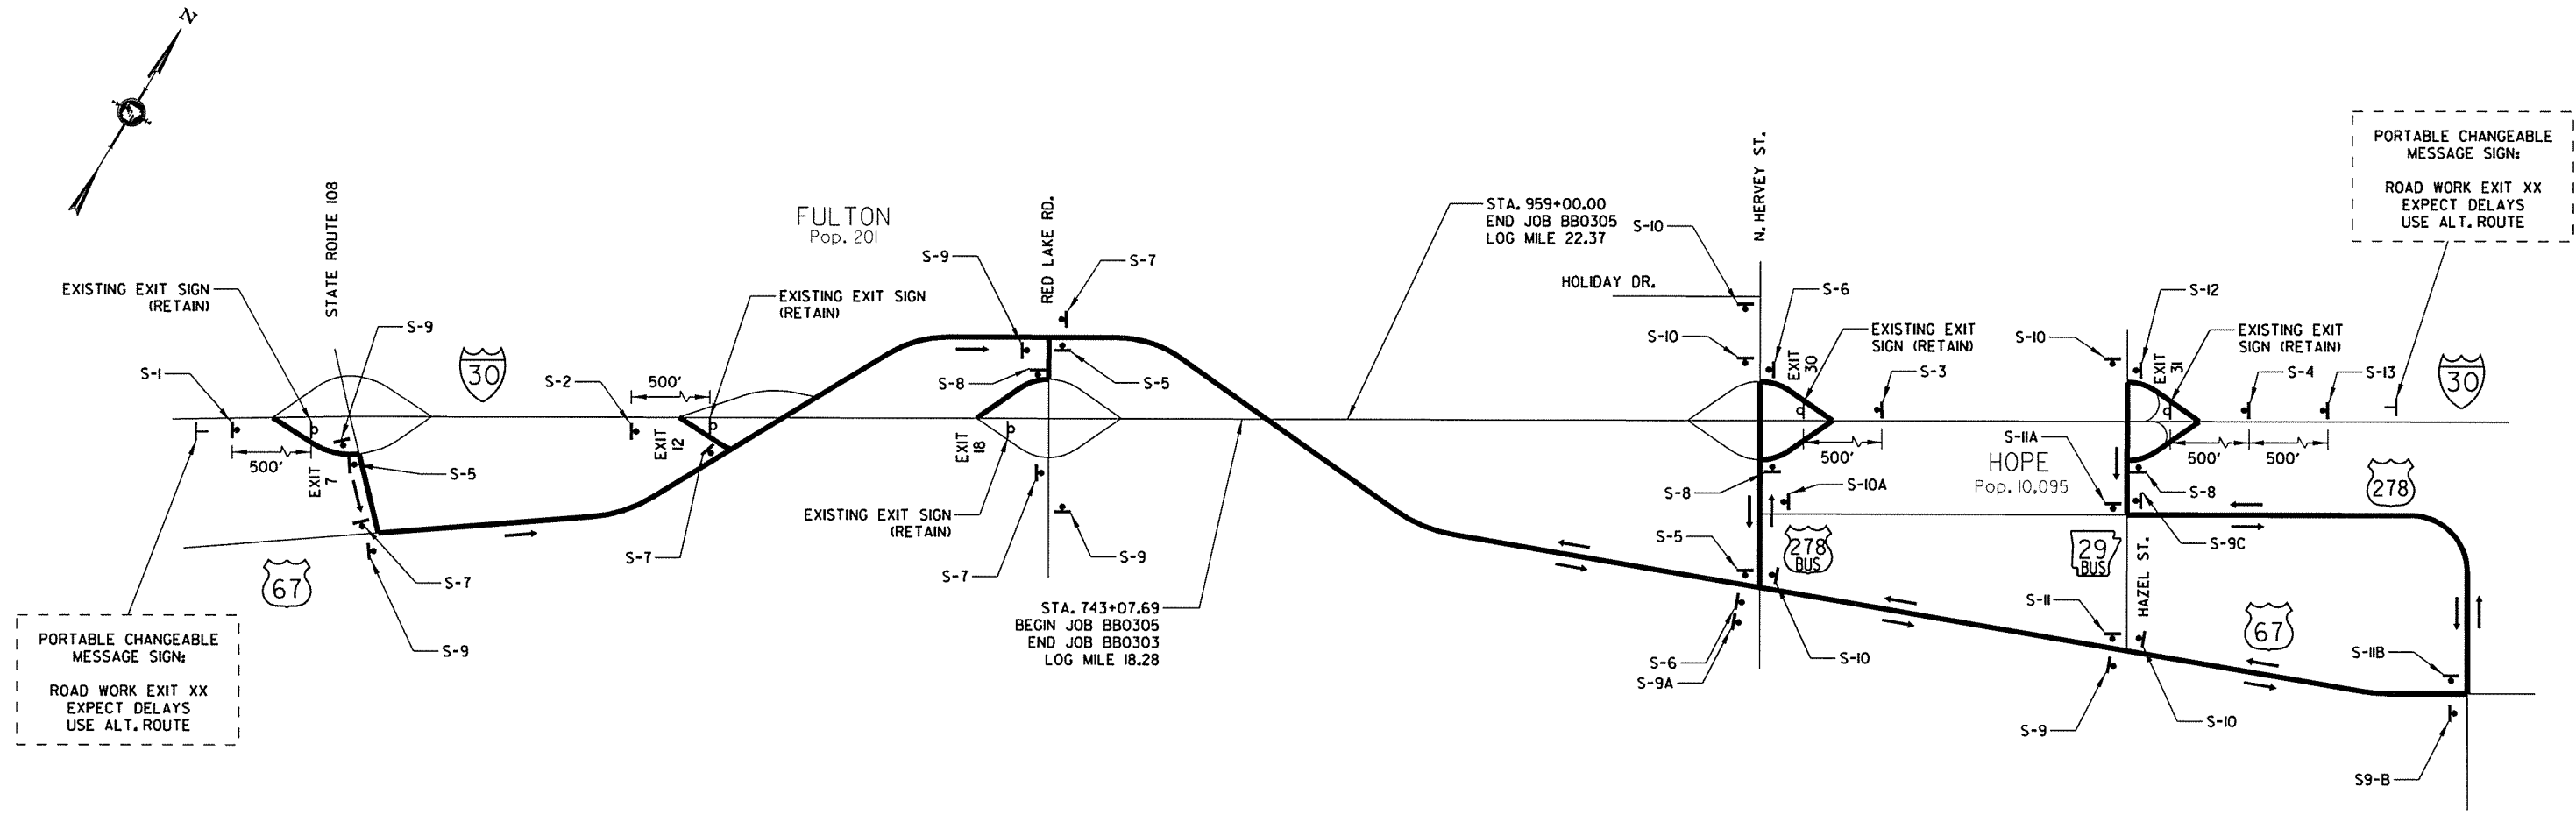 N
STATE ROUTE 108
EXISTING EXIT SIGN
(RETAIN)
S-1
500'
EXIT
7
S-9
S-5
30
S-7
S-9
67
PORTABLE CHANGEABLE
MESSAGE SIGN:
ROAD WORK EXIT XX
EXPECT DELAYS
USE ALT. ROUTE
FULTON
Pop. 201
S-2
500'
EXISTING EXIT SIGN
(RETAIN)
EXIT
12
S-7
S-9
RED LAKE RD.
S-7
S-8
S-5
EXIT
18
EXISTING EXIT SIGN
(RETAIN)
S-7
S-9
STA. 743+07.69
BEGIN JOB BB0305
END JOB BB0303
LOG MILE 18.28
STA. 959+00.00
END JOB BB0305
LOG MILE 22.37
S-10
N. HERVEY ST.
HOLIDAY DR.
S-10
S-6
EXIT
30
EXISTING EXIT
SIGN (RETAIN)
S-3
500'
S-8
S-10A
S-5
278
BUS
S-6
S-9A
S-10
HOPE
Pop. 10,095
S-10
S-12
EXIT
31
EXISTING EXIT
SIGN (RETAIN)
S-4
S-13
30
S-11A
500'
500'
S-8
278
S-9C
29
BUS
HAZEL ST.
S-11
S-9
S-10
67
S-11B
S9-B
PORTABLE CHANGEABLE
MESSAGE SIGN:
ROAD WORK EXIT XX
EXPECT DELAYS
USE ALT. ROUTE